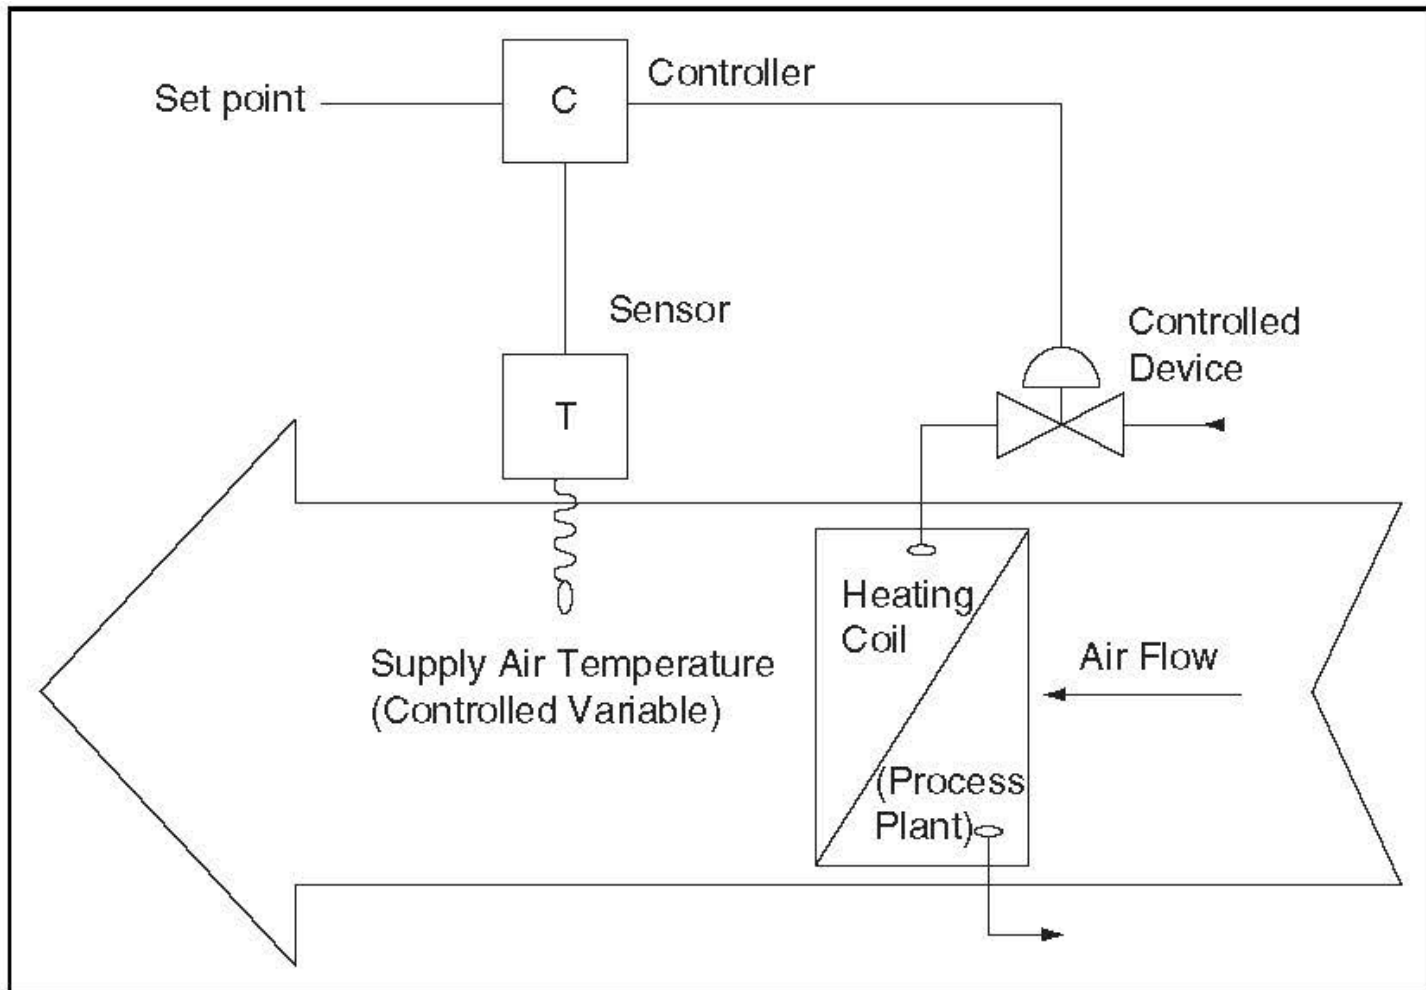 Controller
Set point
C
Sensor
Controlled
Device
T
Heating
Coil
Air Flow
Supply Air Temperature
(Controlled Variable)
(Process
Plant)